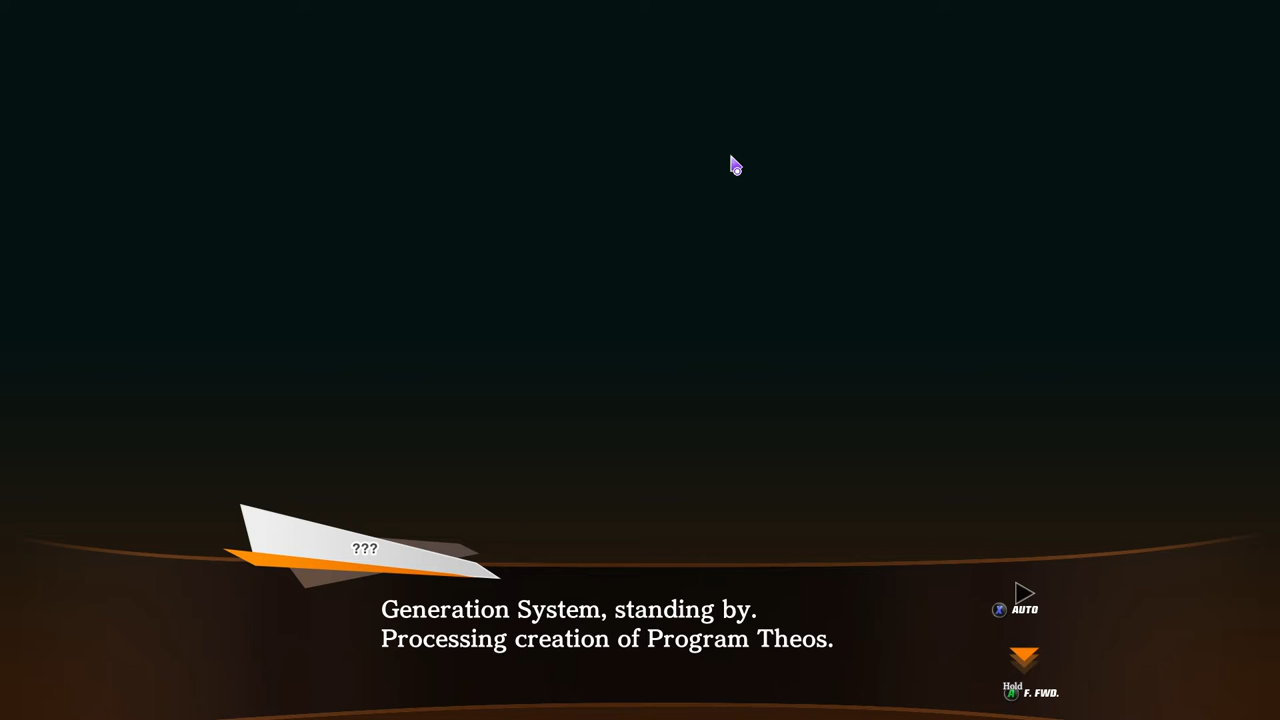 ???
Generation System, standing by.
Processing creation of Program Theos.
X AUTO
Hold
A F. FWD.